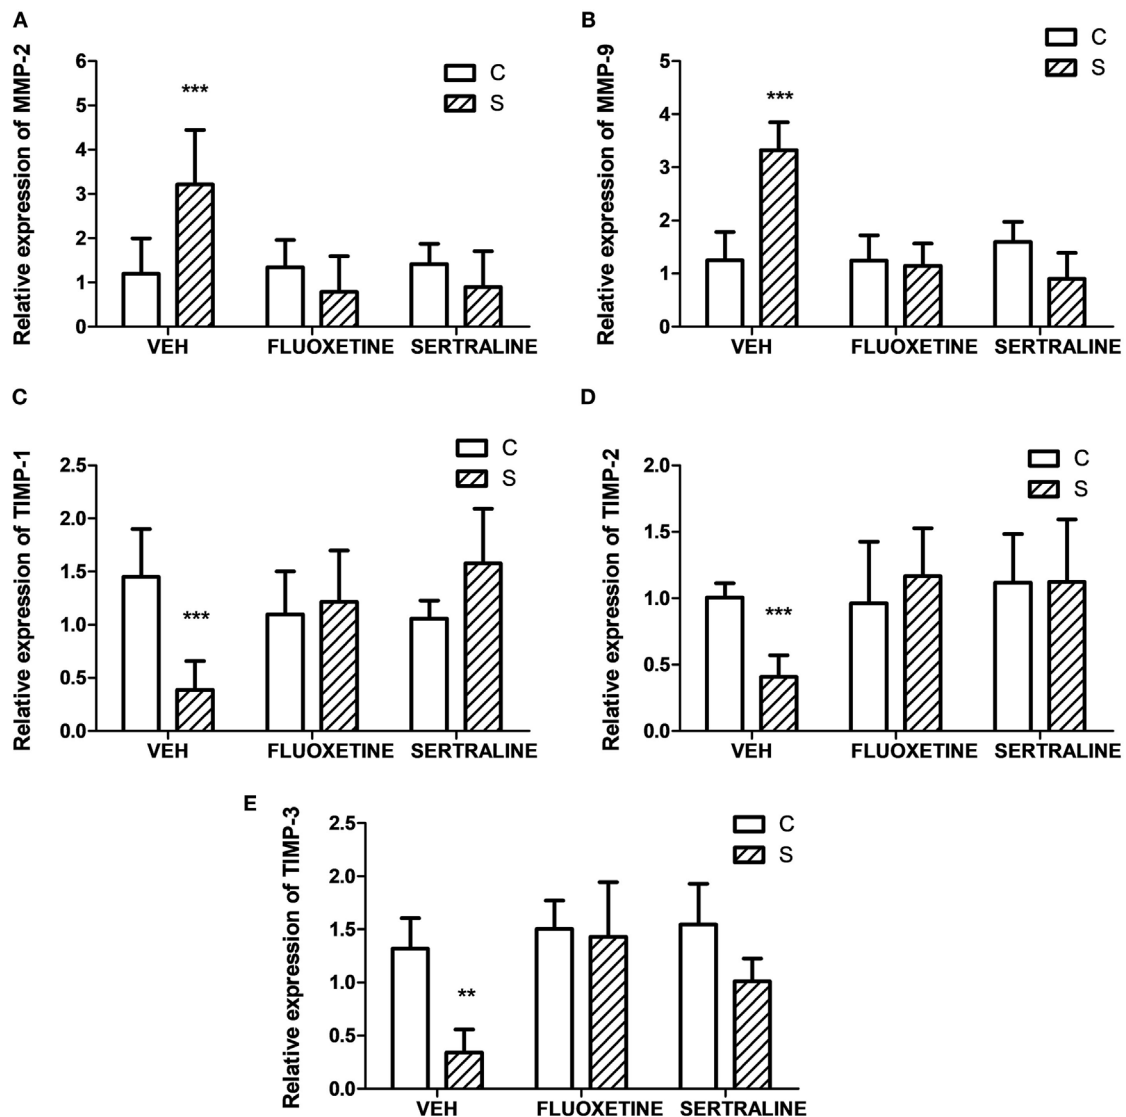 A
Relative expression of MMP-2
6
5
4
3
2
1
0
***
C
S
VEH
FLUOXETINE
SERTRALINE
B
Relative expression of MMP-9
5
4
3
2
1
0
***
C
S
VEH
FLUOXETINE
SERTRALINE
C
Relative expression of TIMP-1
2.5
2.0
1.5
1.0
0.5
0.0
***
C
S
VEH
FLUOXETINE
SERTRALINE
D
Relative expression of TIMP-2
2.0
1.5
1.0
0.5
0.0
***
C
S
VEH
FLUOXETINE
SERTRALINE
E
Relative expression of TIMP-3
2.5
2.0
1.5
1.0
0.5
0.0
**
C
S
VEH
FLUOXETINE
SERTRALINE